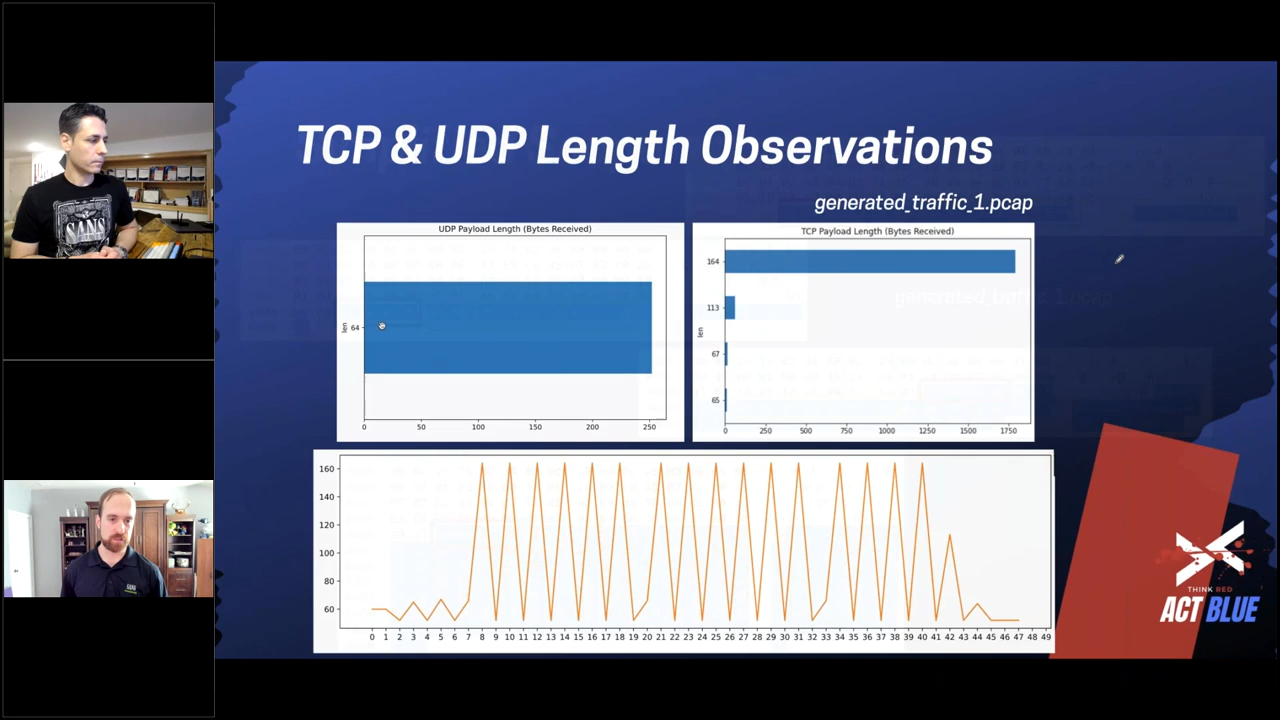 TCP & UDP Length Observations
generated_traffic_1.pcap
UDP Payload Length (Bytes Received)
len
64
0 50 100 150 200 250
TCP Payload Length (Bytes Received)
len
164
113
67
65
0 250 500 750 1000 1250 1500 1750
160
140
120
100
80
60
0 1 2 3 4 5 6 7 8 9 10 11 12 13 14 15 16 17 18 19 20 21 22 23 24 25 26 27 28 29 30 31 32 33 34 35 36 37 38 39 40 41 42 43 44 45 46 47 48 49
THINK RED
ACT BLUE
SANS
generated_traffic_1.pcap